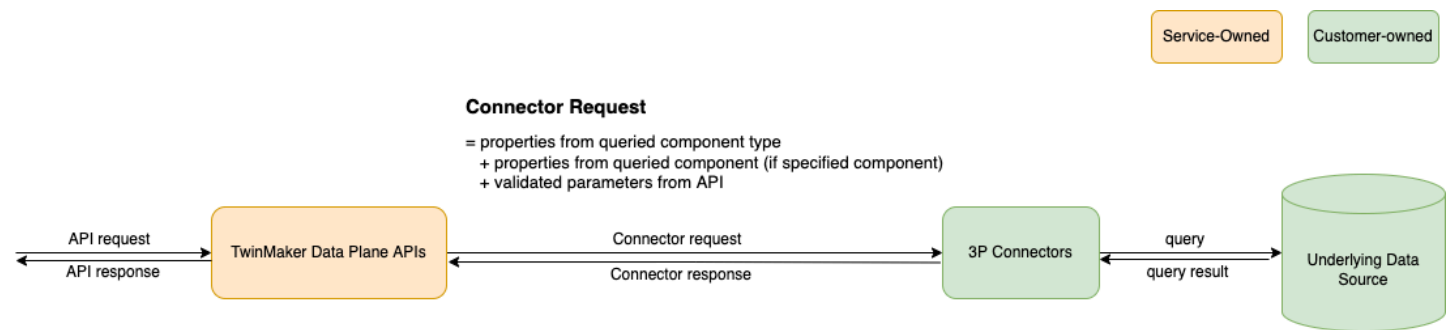 Service-Owned
Customer-owned
Connector Request
= properties from queried component type
+ properties from queried component (if specified component)
+ validated parameters from API
API request
API response
TwinMaker Data Plane APIs
Connector request
Connector response
3P Connectors
query
query result
Underlying Data
Source